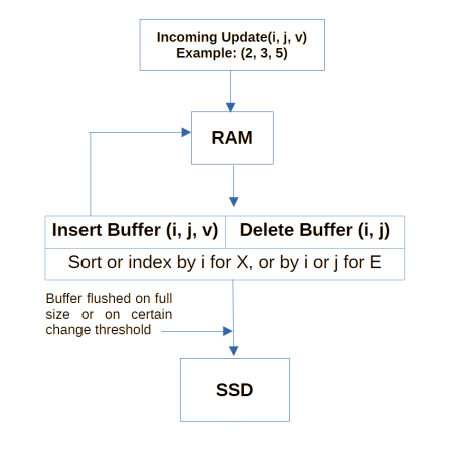 Incoming Update(i, j, v)
Example: (2, 3, 5)
RAM
Insert Buffer (i, j, v) Delete Buffer (i, j)
Sort or index by i for X, or by i or j for E
Buffer flushed on full
size or on certain
change threshold
SSD